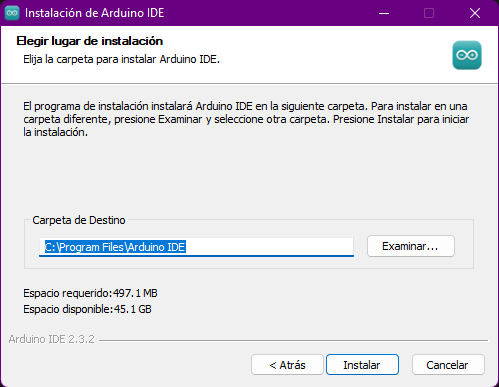 Instalación de Arduino IDE
Elegir lugar de instalación
Elija la carpeta para instalar Arduino IDE.
El programa de instalación instalará Arduino IDE en la siguiente carpeta. Para instalar en una
carpeta diferente, presione Examinar y seleccione otra carpeta. Presione Instalar para iniciar
la instalación.
Carpeta de Destino
C:\Program Files\Arduino IDE
Examinar...
Espacio requerido:497.1 MB
Espacio disponible:45.1 GB
Arduino IDE 2.3.2
< Atrás
Instalar
Cancelar